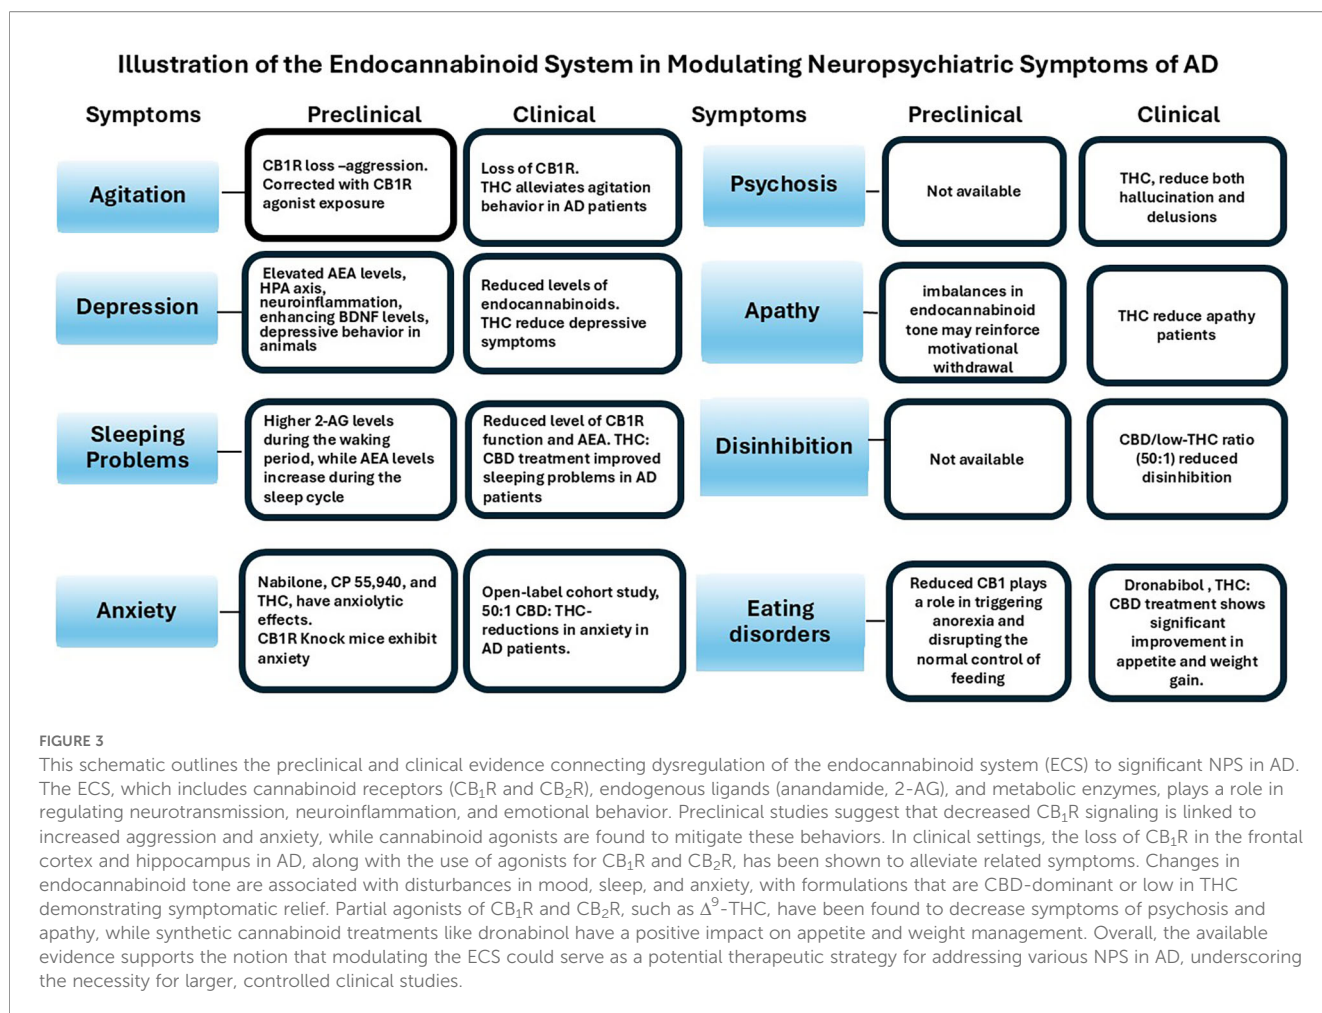 Illustration of the Endocannabinoid System in Modulating Neuropsychiatric Symptoms of AD
Symptoms
Preclinical
Clinical
Agitation
CB1R loss –aggression.
Corrected with CB1R
agonist exposure
Loss of CB1R.
THC alleviates agitation
behavior in AD patients
Depression
Elevated AEA levels,
HPA axis,
neuroinflammation,
enhancing BDNF levels,
depressive behavior in
animals
Reduced levels of
endocannabinoids.
THC reduce depressive
symptoms
Sleeping
Problems
Higher 2-AG levels
during the waking
period, while AEA levels
increase during the
sleep cycle
Reduced level of CB1R
function and AEA. THC:
CBD treatment improved
sleeping problems in AD
patients
Anxiety
Nabilone, CP 55,940, and
THC, have anxiolytic
effects.
CB1R Knock mice exhibit
anxiety
Open-label cohort study,
50:1 CBD: THC-
reductions in anxiety in
AD patients.
Symptoms
Preclinical
Clinical
Psychosis
Not available
THC, reduce both
hallucination and
delusions
Apathy
imbalances in
endocannabinoid
tone may reinforce
motivational
withdrawal
THC reduce apathy
patients
Disinhibition
Not available
CBD/low-THC ratio
(50:1) reduced
disinhibition
Eating
disorders
Reduced CB1 plays
a role in triggering
anorexia and
disrupting the
normal control of
feeding
Dronabibol , THC:
CBD treatment shows
significant
improvement in
appetite and weight
gain.
FIGURE 3
This schematic outlines the preclinical and clinical evidence connecting dysregulation of the endocannabinoid system (ECS) to significant NPS in AD.
The ECS, which includes cannabinoid receptors (CB₁R and CB₂R), endogenous ligands (anandamide, 2-AG), and metabolic enzymes, plays a role in
regulating neurotransmission, neuroinflammation, and emotional behavior. Preclinical studies suggest that decreased CB₁R signaling is linked to
increased aggression and anxiety, while cannabinoid agonists are found to mitigate these behaviors. In clinical settings, the loss of CB₁R in the frontal
cortex and hippocampus in AD, along with the use of agonists for CB₁R and CB₂R, has been shown to alleviate related symptoms. Changes in
endocannabinoid tone are associated with disturbances in mood, sleep, and anxiety, with formulations that are CBD-dominant or low in THC
demonstrating symptomatic relief. Partial agonists of CB₁R and CB₂R, such as Δ⁹-THC, have been found to decrease symptoms of psychosis and
apathy, while synthetic cannabinoid treatments like dronabinol have a positive impact on appetite and weight management. Overall, the available
evidence supports the notion that modulating the ECS could serve as a potential therapeutic strategy for addressing various NPS in AD, underscoring
the necessity for larger, controlled clinical studies.